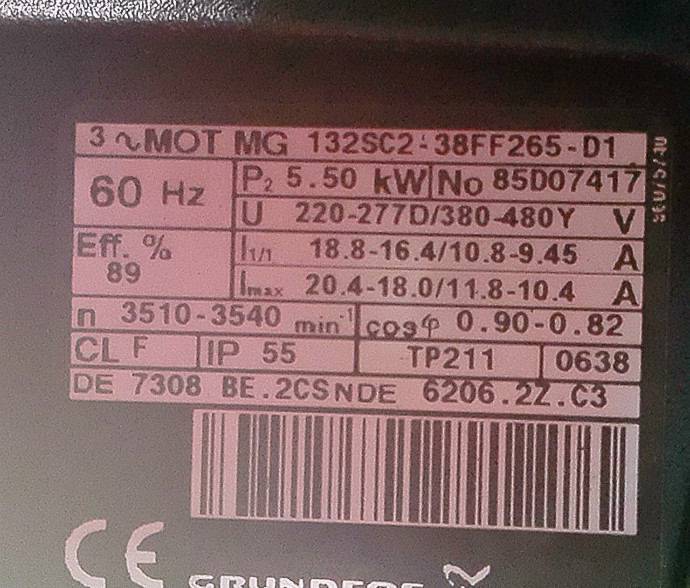 3~MOT MG 132SC2-38FF265-D1
60 Hz
P2 5.50 kW No 85D07417
U 220-277D/380-480Y V
Eff. % 89
I1/1 18.8-16.4/10.8-9.45 A
Imax 20.4-18.0/11.8-10.4 A
n 3510-3540 min-1 cosφ 0.90-0.82
CL F IP 55 TP211 0638
DE 7308 BE.2CS NDE 6206.2Z.C3
CE GRUNDFOS